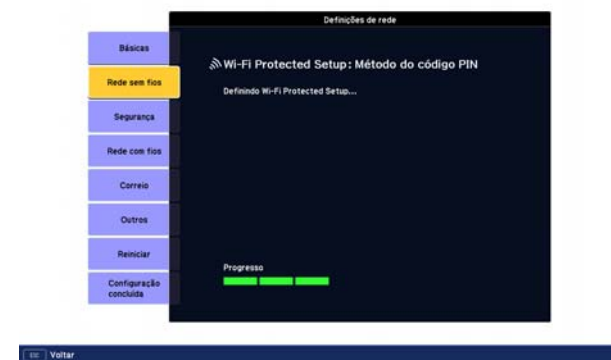 Definições de rede
Básicas
Rede sem fios
Segurança
Rede com fios
Correio
Outros
Reiniciar
Configuração
concluída
Wi-Fi Protected Setup: Método do código PIN
Definindo Wi-Fi Protected Setup...
Progresso
Esc Voltar